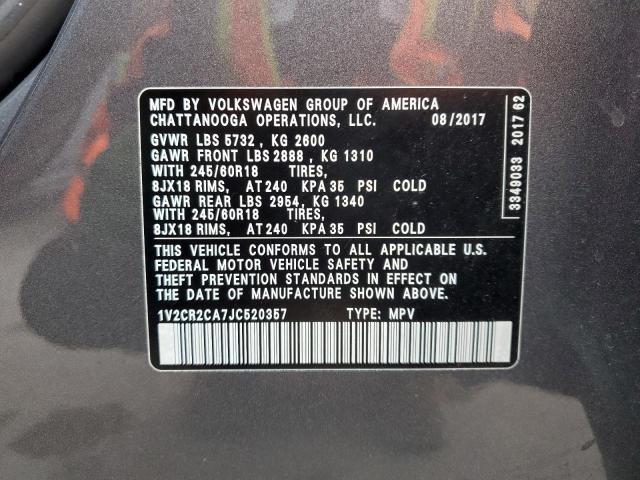 MFD BY VOLKSWAGEN GROUP OF AMERICA
CHATTANOOGA OPERATIONS, LLC. 08/2017
GVWR LBS 5732 , KG 2600
GAWR FRONT LBS 2888 , KG 1310
WITH 245/60R18 TIRES,
8JX18 RIMS, AT 240 KPA 35 PSI COLD
GAWR REAR LBS 2954, KG 1340
WITH 245/60R18 TIRES,
8JX18 RIMS, AT 240 KPA 35 PSI COLD
THIS VEHICLE CONFORMS TO ALL APPLICABLE U.S.
FEDERAL MOTOR VEHICLE SAFETY AND
THEFT PREVENTION STANDARDS IN EFFECT ON
THE DATE OF MANUFACTURE SHOWN ABOVE.
1V2CR2CA7JC520357 TYPE: MPV
3349033 2017 62